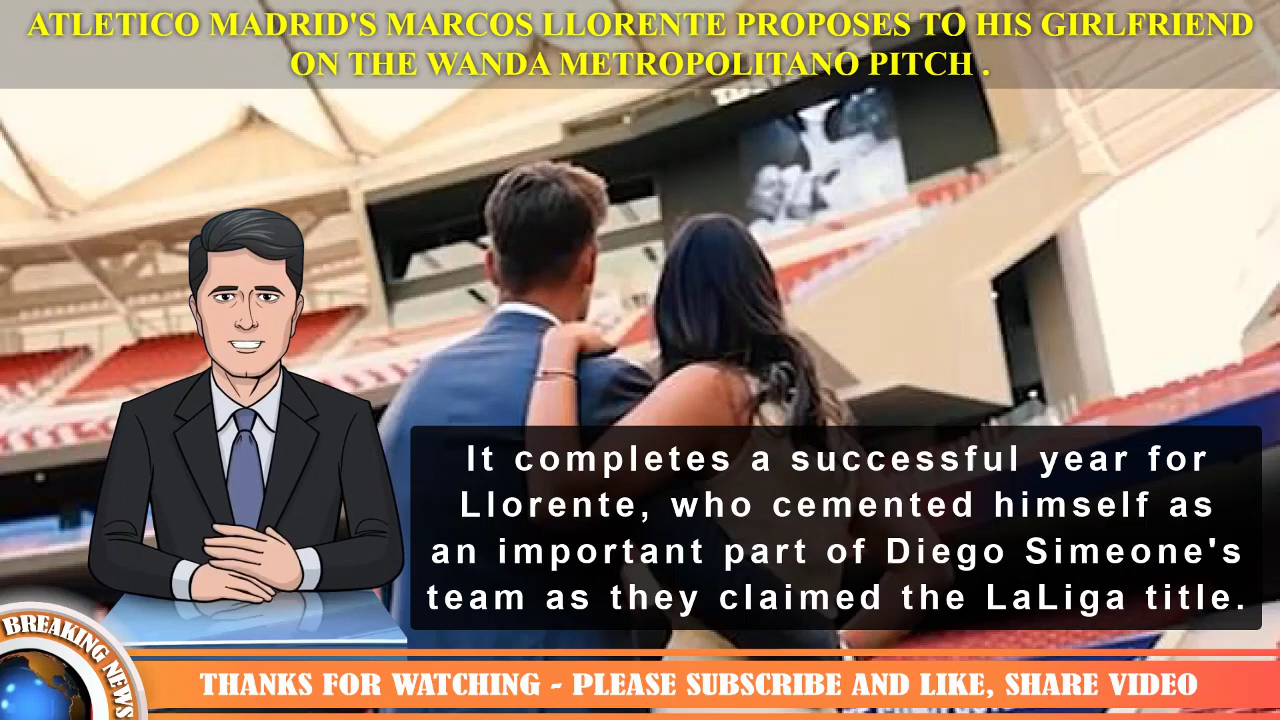 ATLETICO MADRID'S MARCOS LLORENTE PROPOSES TO HIS GIRLFRIEND
ON THE WANDA METROPOLITANO PITCH .
It completes a successful year for
Llorente, who cemented himself as
an important part of Diego Simeone's
team as they claimed the LaLiga title.
BREAKING NEWS
THANKS FOR WATCHING - PLEASE SUBSCRIBE AND LIKE, SHARE VIDEO